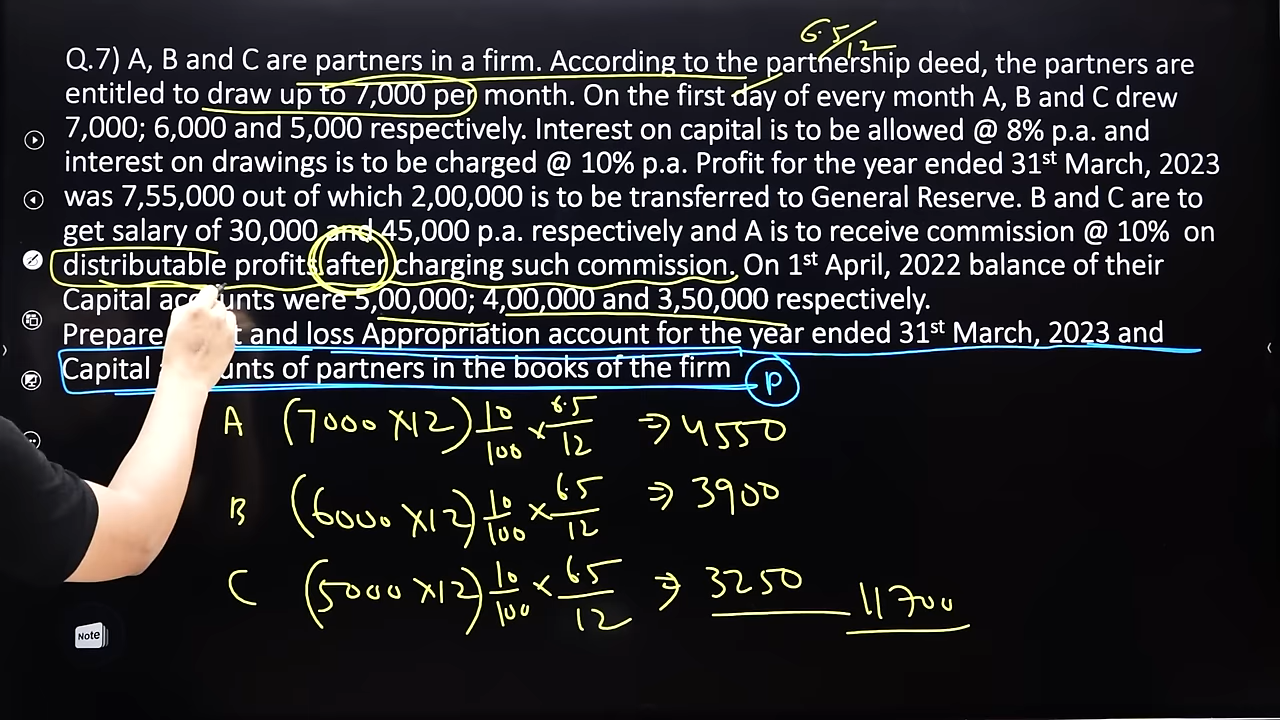 6.5/12
Q.7) A, B and C are partners in a firm. According to the partnership deed, the partners are
entitled to draw up to 7,000 per month. On the first day of every month A, B and C drew
7,000; 6,000 and 5,000 respectively. Interest on capital is to be allowed @ 8% p.a. and
interest on drawings is to be charged @ 10% p.a. Profit for the year ended 31st March, 2023
was 7,55,000 out of which 2,00,000 is to be transferred to General Reserve. B and C are to
get salary of 30,000 and 45,000 p.a. respectively and A is to receive commission @ 10% on
distributable profits after charging such commission. On 1st April, 2022 balance of their
Capital were 5,00,000; 4,00,000 and 3,50,000 respectively.
Prepare and loss Appropriation account for the year ended 31st March, 2023 and
Capital of partners in the books of the firm P
A (7000 X12) 10/100 x 6.5/12 => 4550
B (6000 X12) 10/100 x 6.5/12 => 3900
C (5000 X12) 10/100 x 6.5/12 => 3250 11700
Note